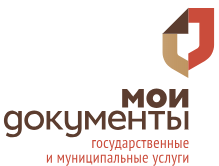 мои
документы
государственные
и муниципальные услуги